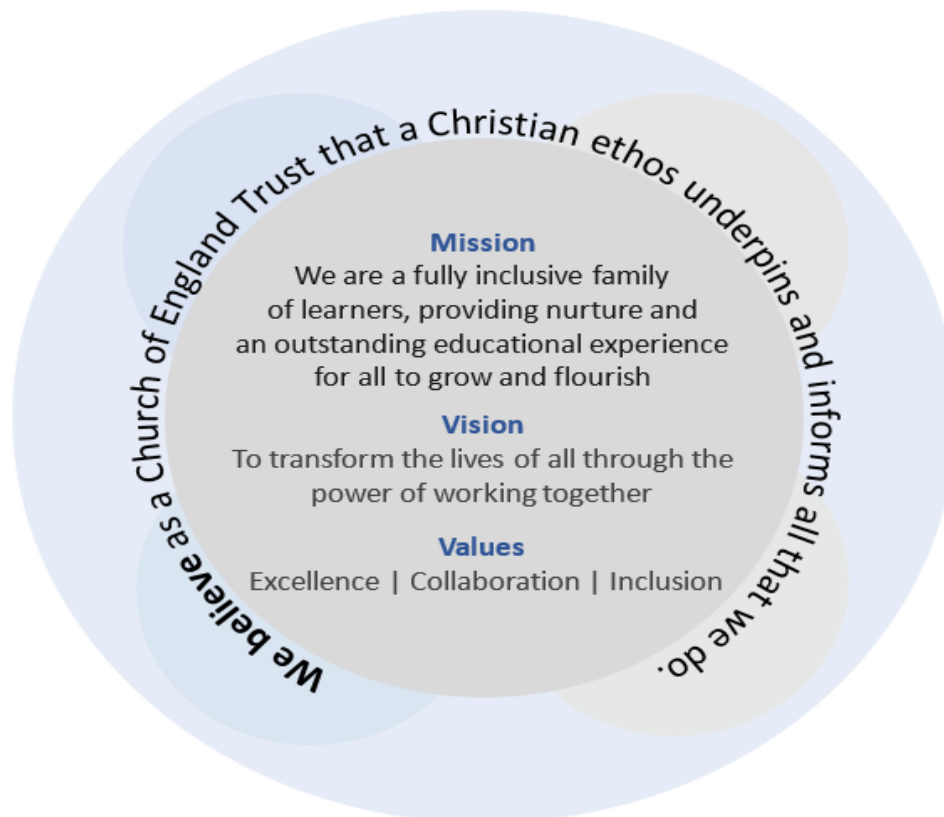 We believe as a Church of England Trust that a Christian ethos underpins and informs all that we do.
Mission
We are a fully inclusive family
of learners, providing nurture and
an outstanding educational experience
for all to grow and flourish
Vision
To transform the lives of all through the
power of working together
Values
Excellence | Collaboration | Inclusion